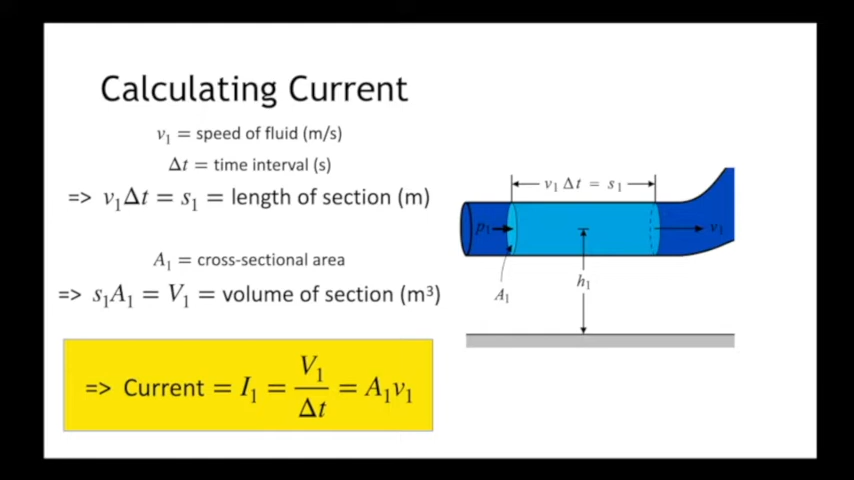 Calculating Current
v₁ = speed of fluid (m/s)
Δt = time interval (s)
=> v₁Δt = s₁ = length of section (m)
A₁ = cross-sectional area
=> s₁A₁ = V₁ = volume of section (m³)
=> Current = I₁ = V₁/Δt = A₁v₁
v₁ Δt = s₁
p₁
v₁
h₁
A₁